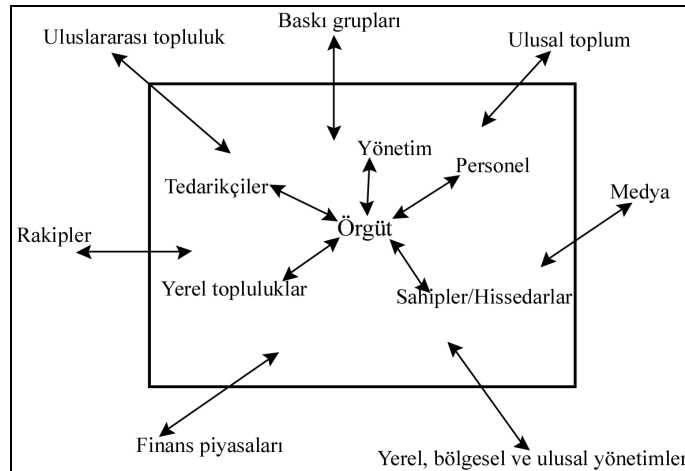 Baskı grupları
Uluslararası topluluk
Ulusal toplum
Yönetim
Personel
Tedarikçiler
Medya
Örgüt
Rakipler
Yerel topluluklar
Sahipler/Hissedarlar
Finans piyasaları
Yerel, bölgesel ve ulusal yönetimler